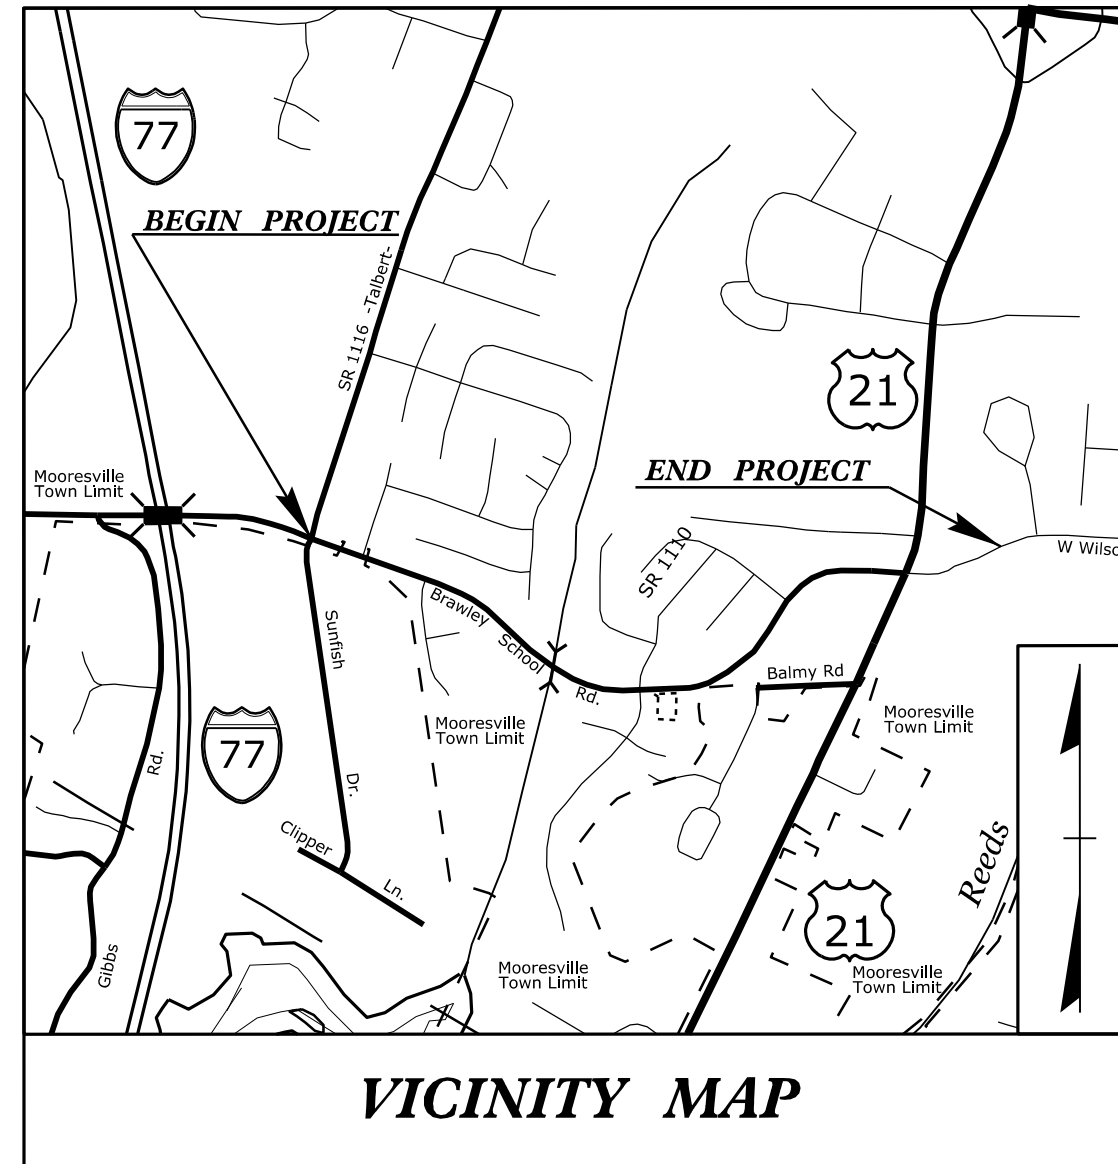 77
BEGIN PROJECT
SR 1116 -Talbert-
21
Mooresville
Town Limit
END PROJECT
W Wilso
SR 1110
Brawley School Rd.
Sunfish Dr.
Balmy Rd
Mooresville
Town Limit
Mooresville
Town Limit
77
Rd.
Clipper Ln.
Reeds
21
Gibbs
Mooresville
Town Limit
Mooresville
Town Limit
VICINITY MAP